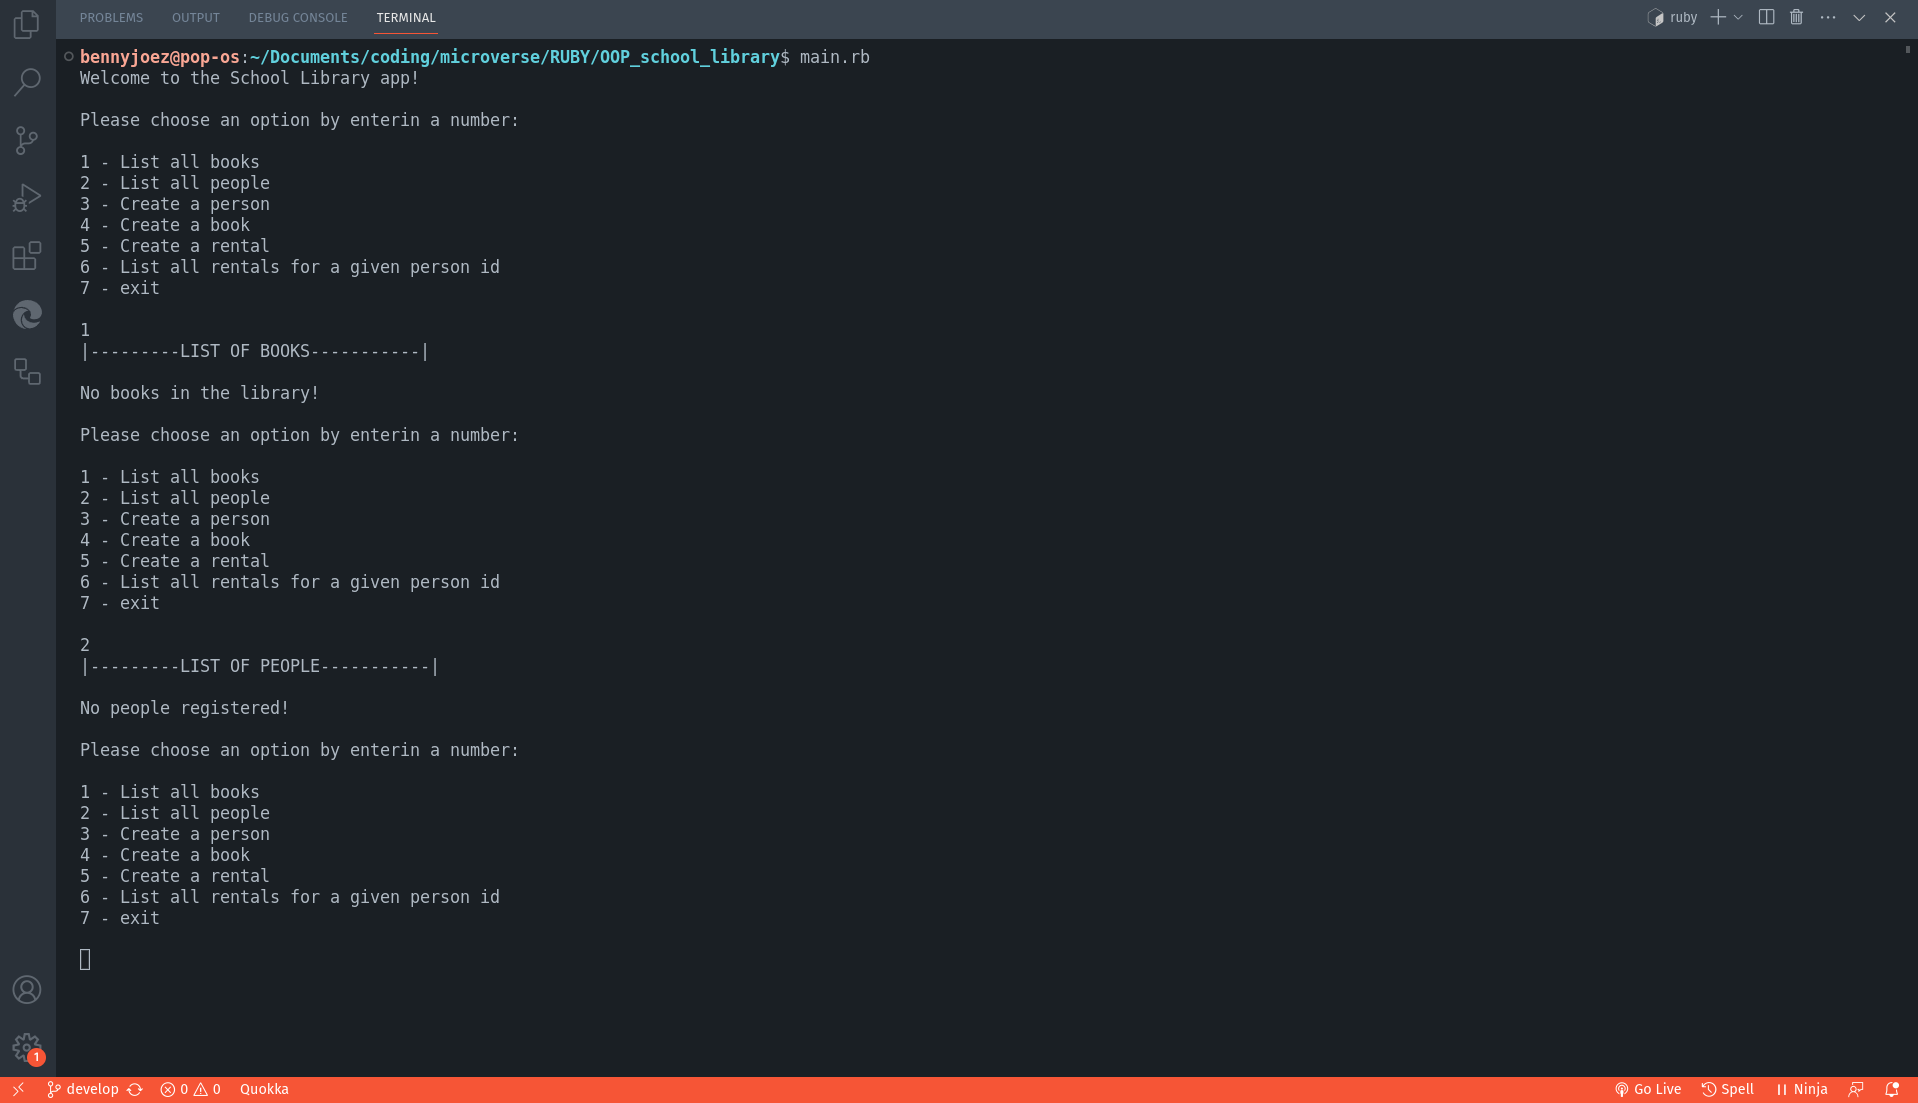 PROBLEMS OUTPUT DEBUG CONSOLE TERMINAL ruby
bennyjoez@pop-os:~/Documents/coding/microverse/RUBY/OOP_school_library$ main.rb
Welcome to the School Library app!
Please choose an option by enterin a number:
1 - List all books
2 - List all people
3 - Create a person
4 - Create a book
5 - Create a rental
6 - List all rentals for a given person id
7 - exit
1
|---------LIST OF BOOKS-----------|
No books in the library!
Please choose an option by enterin a number:
1 - List all books
2 - List all people
3 - Create a person
4 - Create a book
5 - Create a rental
6 - List all rentals for a given person id
7 - exit
2
|---------LIST OF PEOPLE-----------|
No people registered!
Please choose an option by enterin a number:
1 - List all books
2 - List all people
3 - Create a person
4 - Create a book
5 - Create a rental
6 - List all rentals for a given person id
7 - exit
1
develop 0 0 Quokka Go Live Spell Ninja